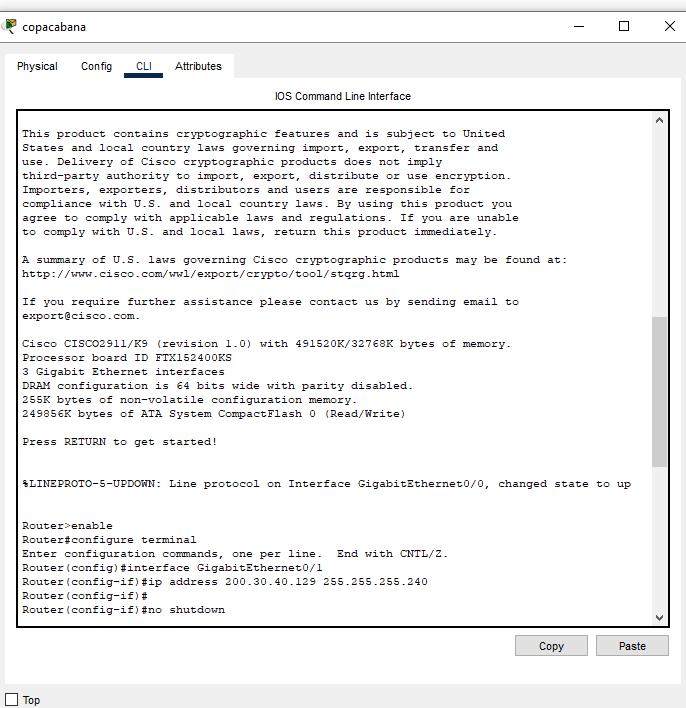 copacabana
Physical Config CLI Attributes
IOS Command Line Interface
This product contains cryptographic features and is subject to United
States and local country laws governing import, export, transfer and
use. Delivery of Cisco cryptographic products does not imply
third-party authority to import, export, distribute or use encryption.
Importers, exporters, distributors and users are responsible for
compliance with U.S. and local country laws. By using this product you
agree to comply with applicable laws and regulations. If you are unable
to comply with U.S. and local laws, return this product immediately.
A summary of U.S. laws governing Cisco cryptographic products may be found at:
http://www.cisco.com/wwl/export/crypto/tool/stqrg.html
If you require further assistance please contact us by sending email to
export@cisco.com.
Cisco CISCO2911/K9 (revision 1.0) with 491520K/32768K bytes of memory.
Processor board ID FTX152400KS
3 Gigabit Ethernet interfaces
DRAM configuration is 64 bits wide with parity disabled.
255K bytes of non-volatile configuration memory.
249856K bytes of ATA System CompactFlash 0 (Read/Write)
Press RETURN to get started!
%LINEPROTO-5-UPDOWN: Line protocol on Interface GigabitEthernet0/0, changed state to up
Router>enable
Router#configure terminal
Enter configuration commands, one per line.  End with CNTL/Z.
Router(config)#interface GigabitEthernet0/1
Router(config-if)#ip address 200.30.40.129 255.255.255.240
Router(config-if)#
Router(config-if)#no shutdown
Copy Paste
Top